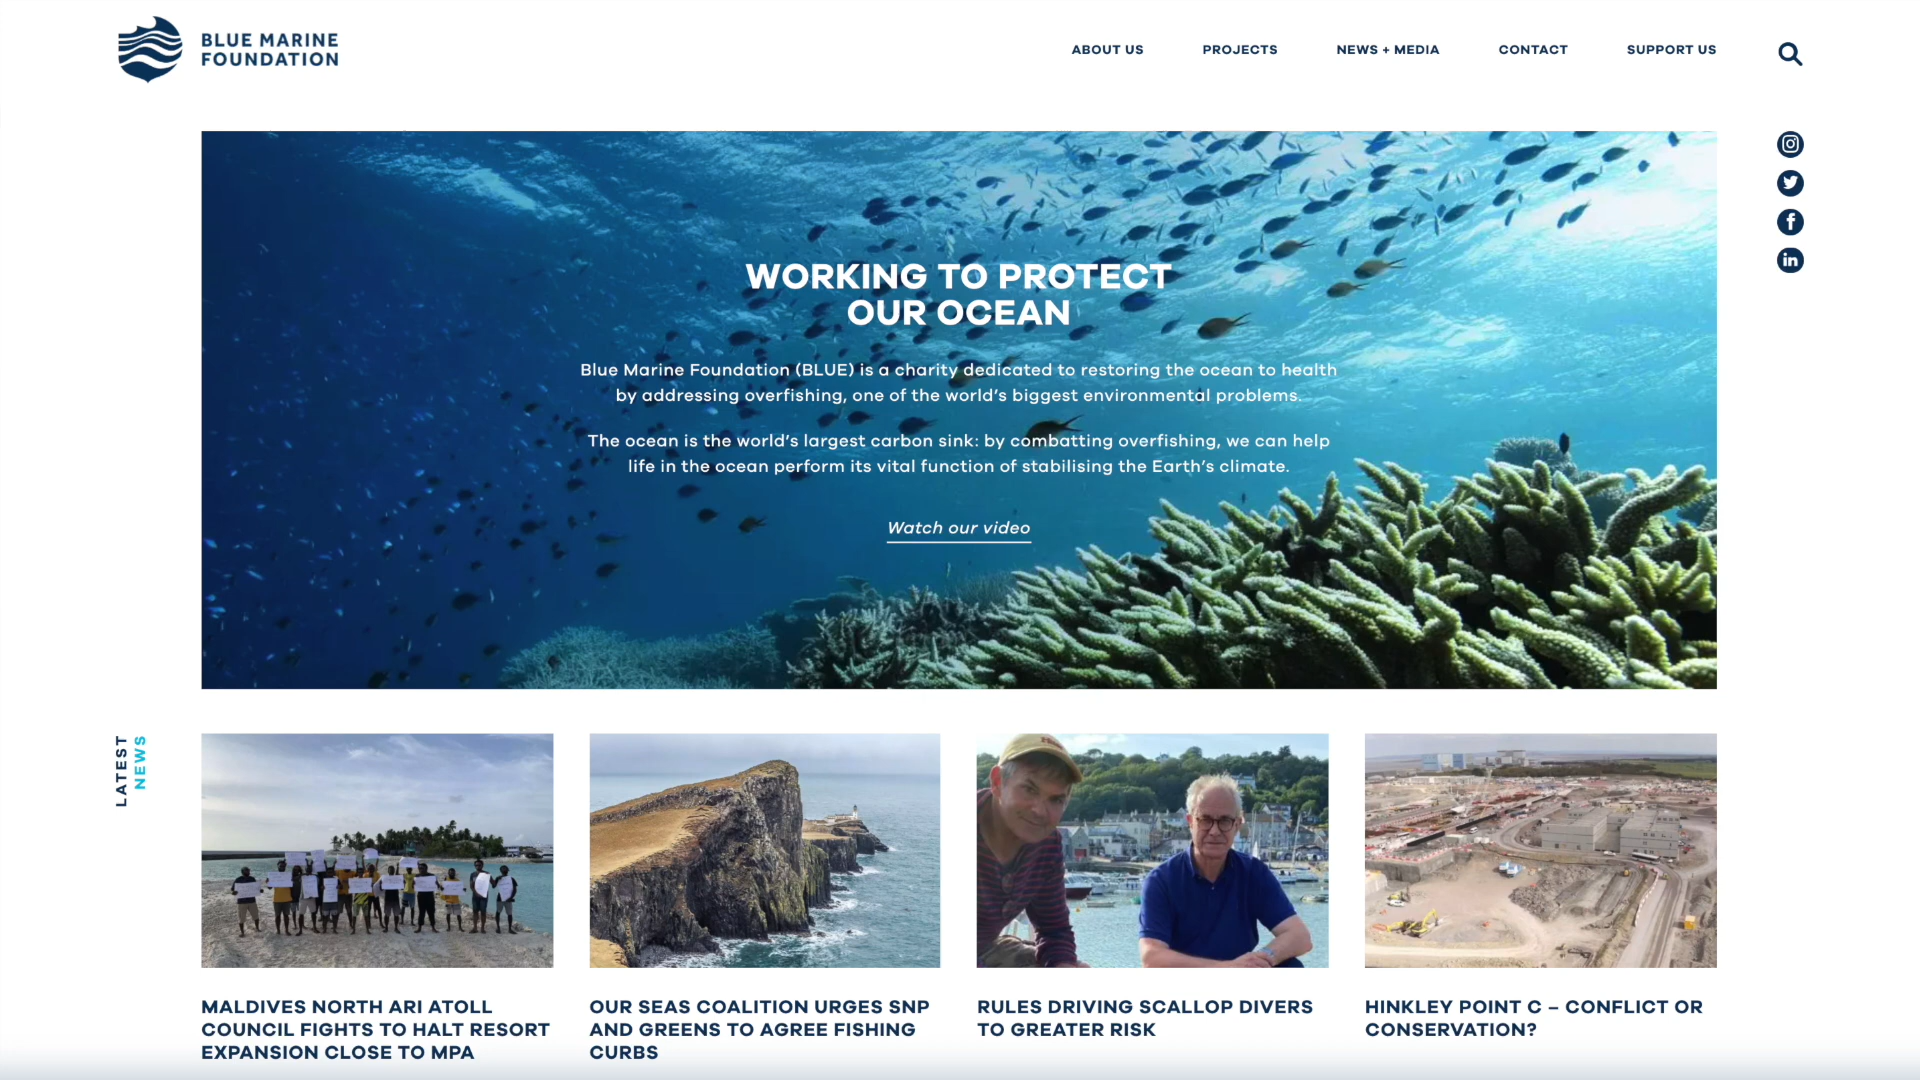 BLUE MARINE
FOUNDATION
ABOUT US
PROJECTS
NEWS + MEDIA
CONTACT
SUPPORT US
WORKING TO PROTECT
OUR OCEAN
Blue Marine Foundation (BLUE) is a charity dedicated to restoring the ocean to health
by addressing overfishing, one of the world's biggest environmental problems.
The ocean is the world's largest carbon sink: by combatting overfishing, we can help
life in the ocean perform its vital function of stabilising the Earth's climate.
Watch our video
LATEST
NEWS
MALDIVES NORTH ARI ATOLL
COUNCIL FIGHTS TO HALT RESORT
EXPANSION CLOSE TO MPA
OUR SEAS COALITION URGES SNP
AND GREENS TO AGREE FISHING
CURBS
RULES DRIVING SCALLOP DIVERS
TO GREATER RISK
HINKLEY POINT C – CONFLICT OR
CONSERVATION?